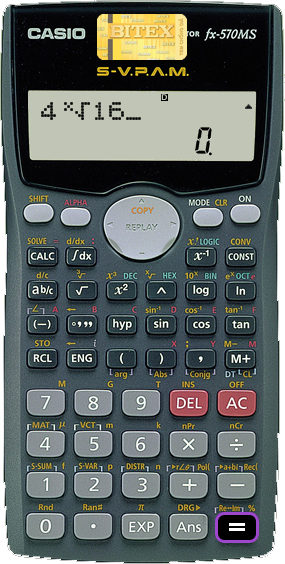 CASIO BITEX TOR fx-570MS
S-V.P.A.M.
D
4 ˣ√16_
0.
SHIFT ALPHA COPY MODE CLR ON
REPLAY
SOLVE = d/dx : x! LOGIC CONV
CALC ∫dx x⁻¹ CONST
d/c ³√ x³ DEC ˣ√ HEX 10ˣ BIN eˣ OCT e
ab/c √ x² ^ log ln
∠ A ← B C sin⁻¹ D cos⁻¹ E tan⁻¹ F
(−) °,,, hyp sin cos tan
STO ← i X ; Y M− M
RCL ENG ( ) , M+
arg Abs Conjg DT CL
M G T INS OFF
7 8 9 DEL AC
MAT μ VCT m k nPr nCr
4 5 6 × ÷
S-SUM f S-VAR p DISTR n ▸r∠θ Pol( ▸a+bi Rec(
1 2 3 + −
Rnd Ran# π DRG▸ Re↔Im %
0 . EXP Ans =